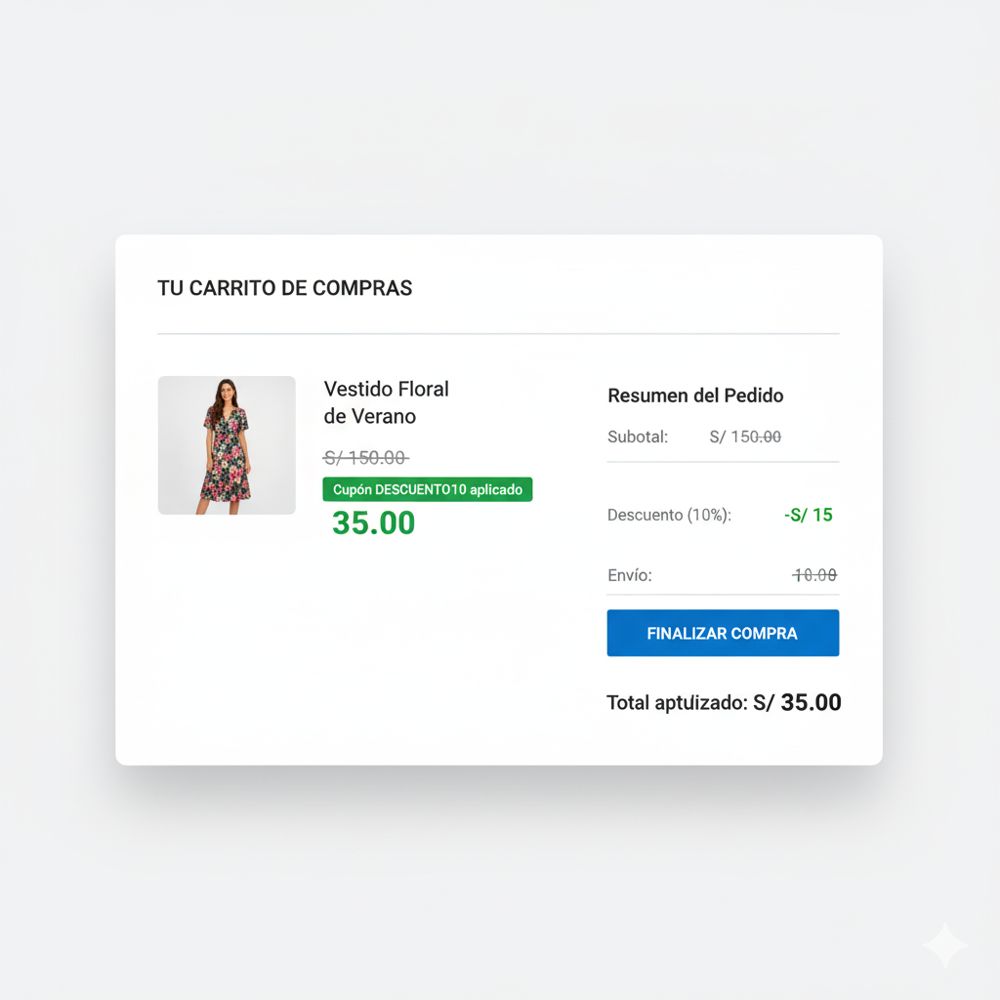 TU CARRITO DE COMPRAS
Vestido Floral
de Verano
S/ 150.00
Cupón DESCUENTO10 aplicado
35.00
Resumen del Pedido
Subotal: S/ 150.00
Descuento (10%): -S/ 15
Envío: 10.00
FINALIZAR COMPRA
Total aptulizado: S/ 35.00